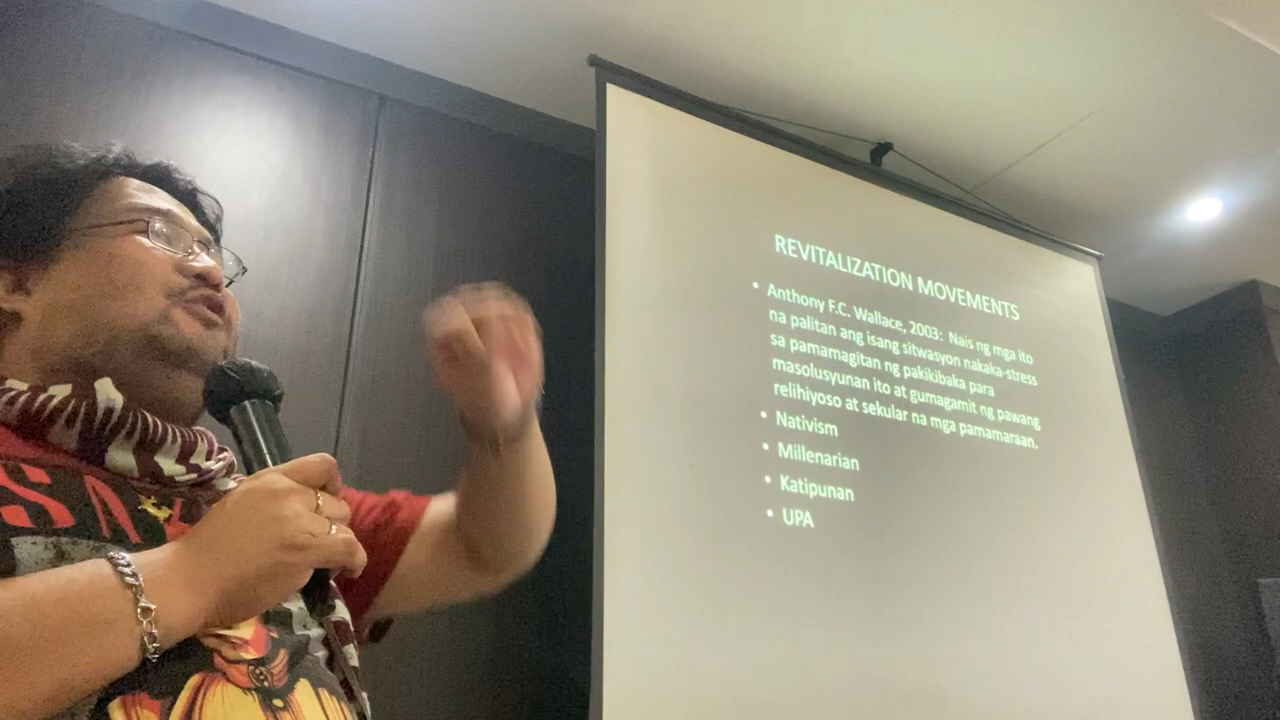 REVITALIZATION MOVEMENTS
• Anthony F.C. Wallace, 2003: Nais ng mga ito
na palitan ang isang sitwasyon nakaka-stress
sa pamamagitan ng pakikibaka para
masolusyunan ito at gumagamit ng pawang
relihiyoso at sekular na mga pamamaraan.
• Nativism
• Millenarian
• Katipunan
• UPA